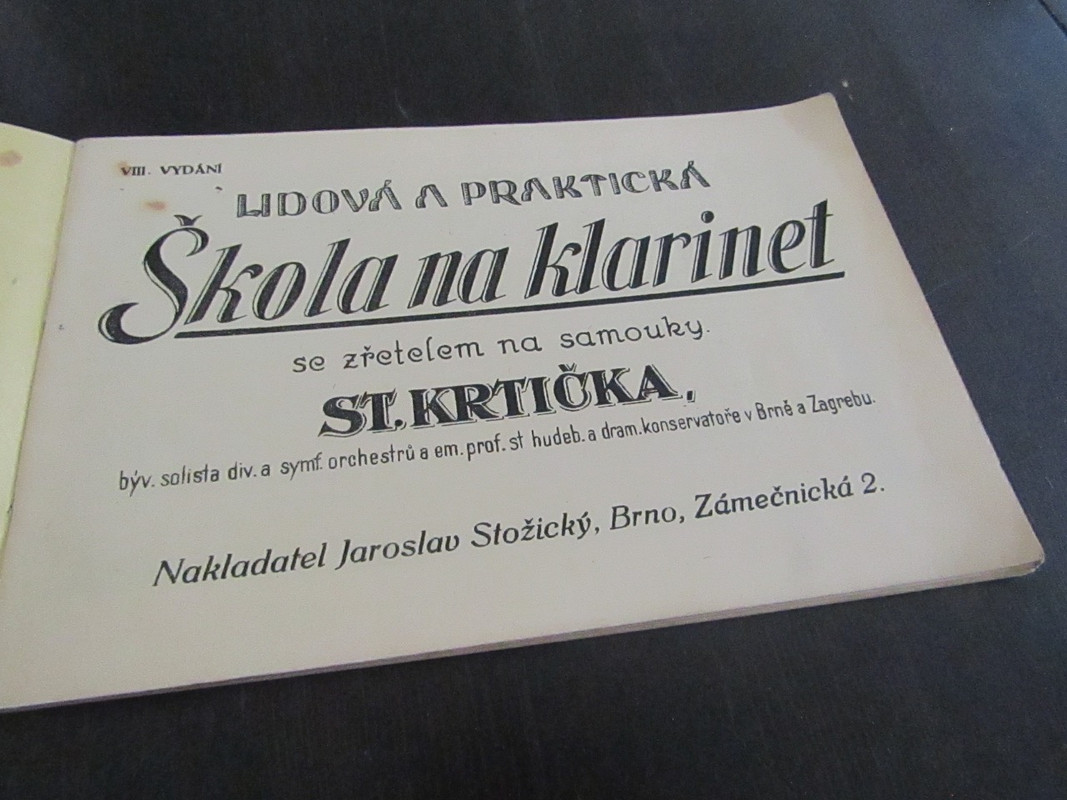 VIII. VYDÁNÍ
LIDOVÁ A PRAKTICKÁ
Škola na klarinet
se zřetelem na samouky.
ST. KRTIČKA,
býv. solista div. a symf. orchestrů a em. prof. st hudeb. a dram. konservatoře v Brně a Zagrebu.
Nakladatel Jaroslav Stožický, Brno, Zámečnická 2.